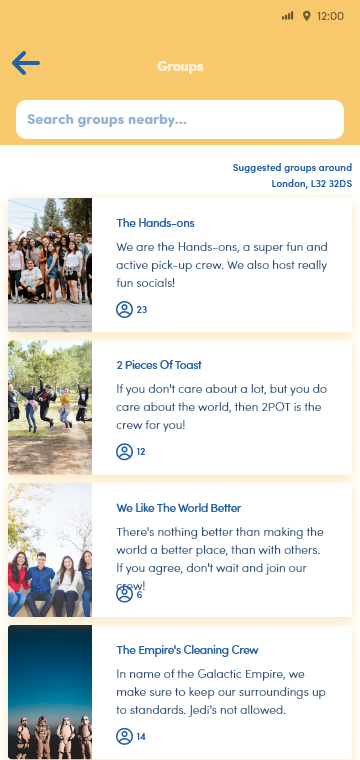 12:00
Groups
Search groups nearby...
Suggested groups around
London, L32 32DS
The Hands-ons
We are the Hands-ons, a super fun and
active pick-up crew. We also host really
fun socials!
23
2 Pieces Of Toast
If you don't care about a lot, but you do
care about the world, then 2POT is the
crew for you!
12
We Like The World Better
There's nothing better than making the
world a better place, than with others.
If you agree, don't wait and join our
crew!
6
The Empire's Cleaning Crew
In name of the Galactic Empire, we
make sure to keep our surroundings up
to standards. Jedi's not allowed.
14